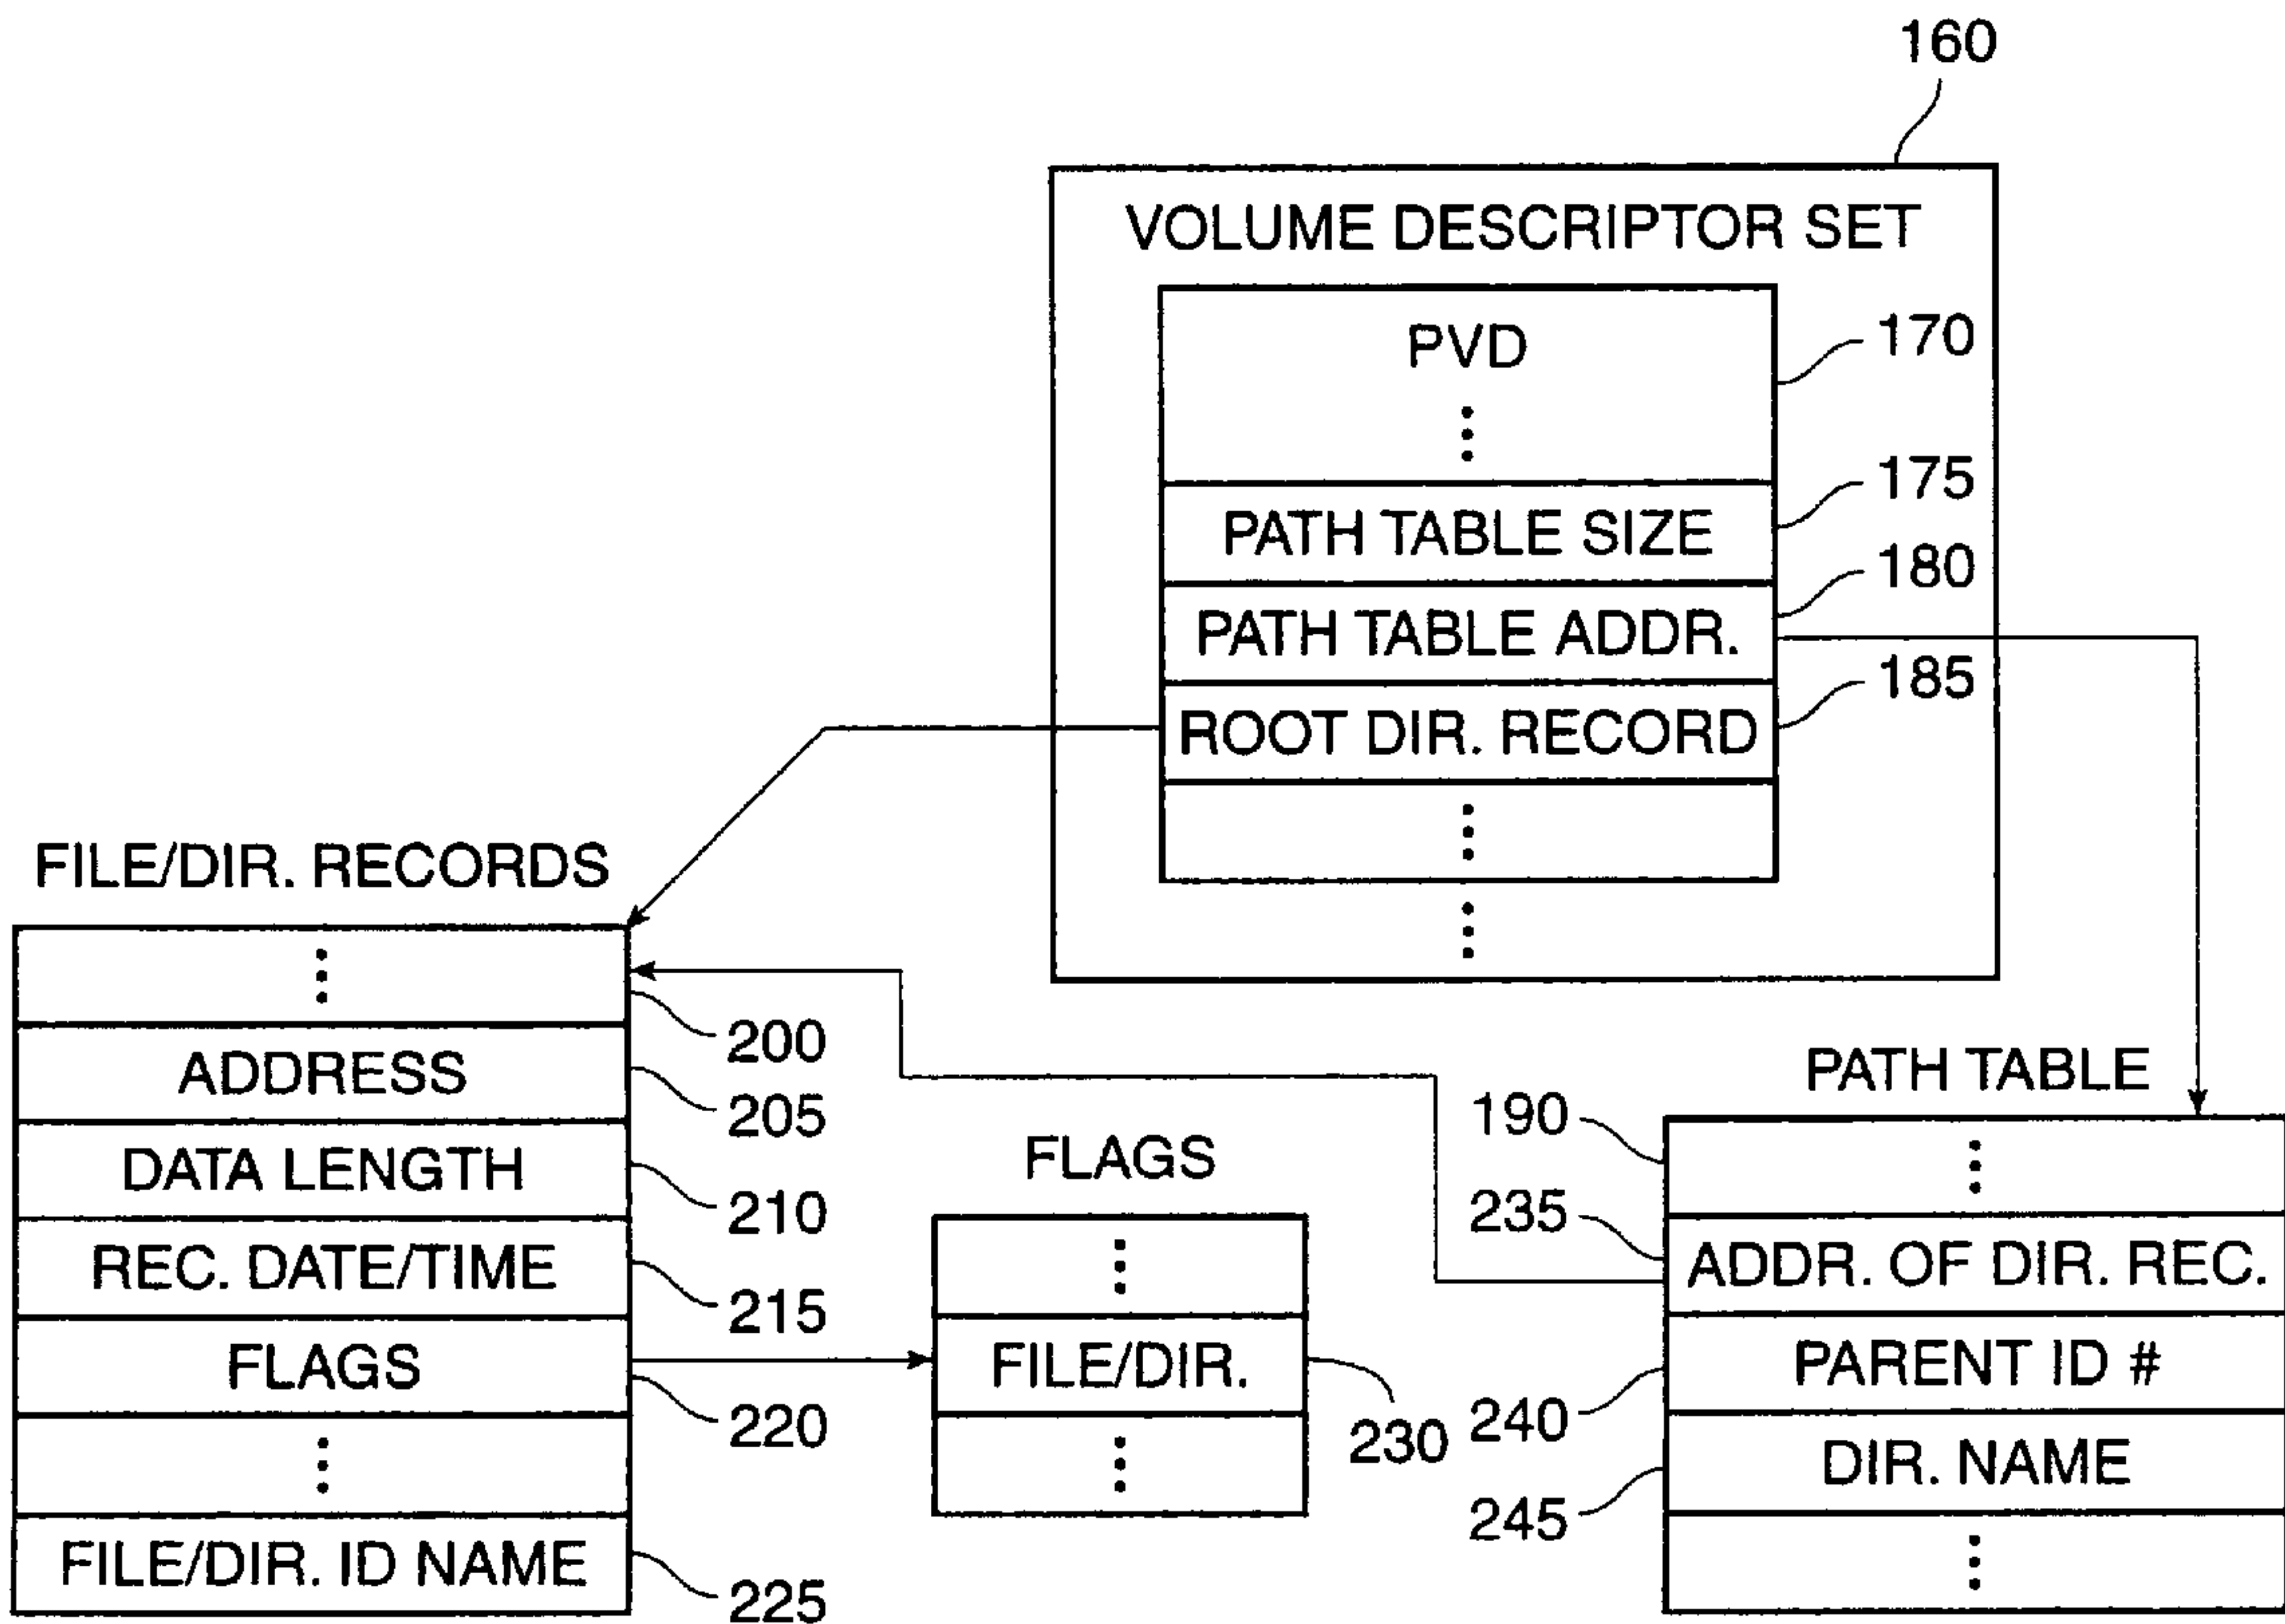 160
VOLUME DESCRIPTOR SET
PVD
170
175
PATH TABLE SIZE
180
PATH TABLE ADDR.
185
ROOT DIR. RECORD
FILE/DIR. RECORDS
200
ADDRESS
205
DATA LENGTH
210
REC. DATE/TIME
215
FLAGS
220
FILE/DIR. ID NAME
225
FLAGS
FILE/DIR.
230
PATH TABLE
190
235
ADDR. OF DIR. REC.
PARENT ID #
240
DIR. NAME
245